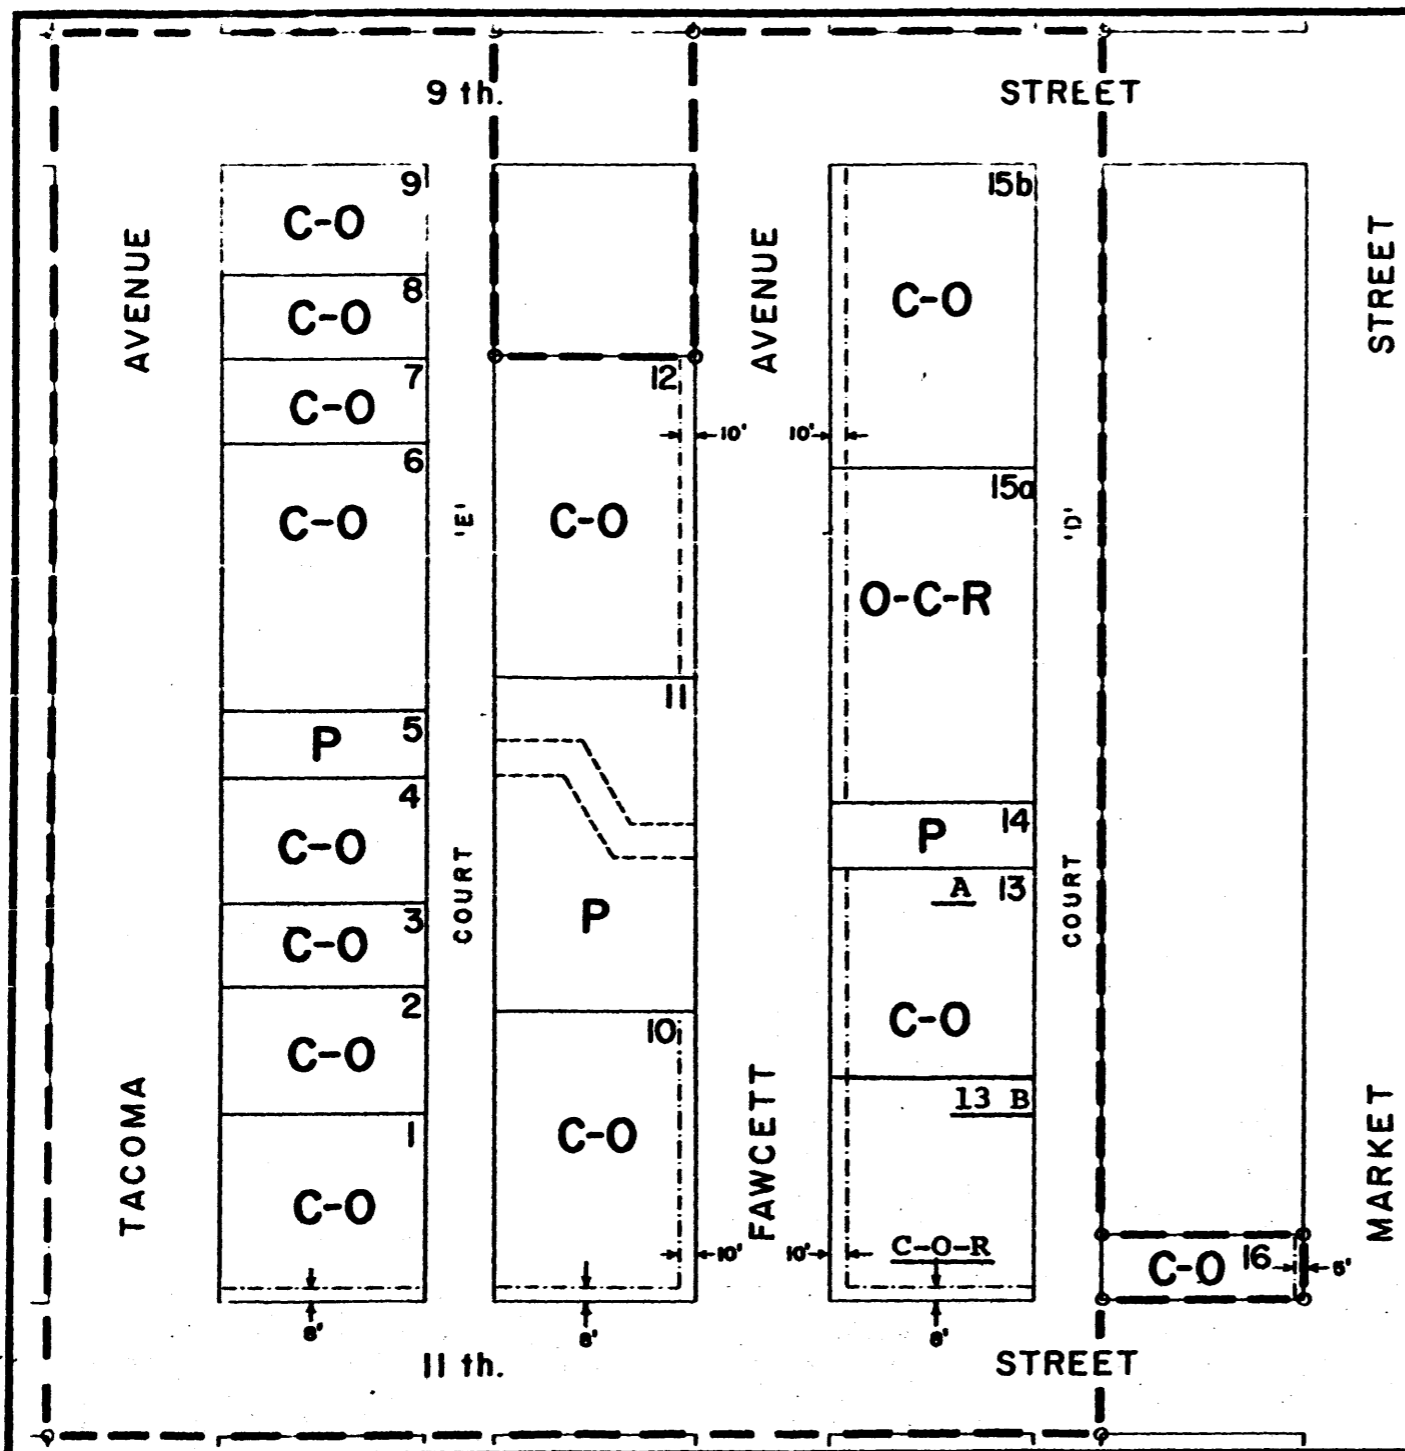 9 th. STREET
AVENUE
AVENUE
STREET
9
C-O
8
C-O
7
C-O
6
C-O
5
P
4
C-O
3
C-O
2
C-O
1
C-O
8'
'E'
COURT
12
10'
C-O
11
P
10
C-O
10'
8'
15b
C-O
10'
15a
O-C-R
14
P
A 13
C-O
13 B
C-O-R
10'
8'
'D'
COURT
C-O 16
5'
TACOMA
FAWCETT
MARKET
11 th. STREET